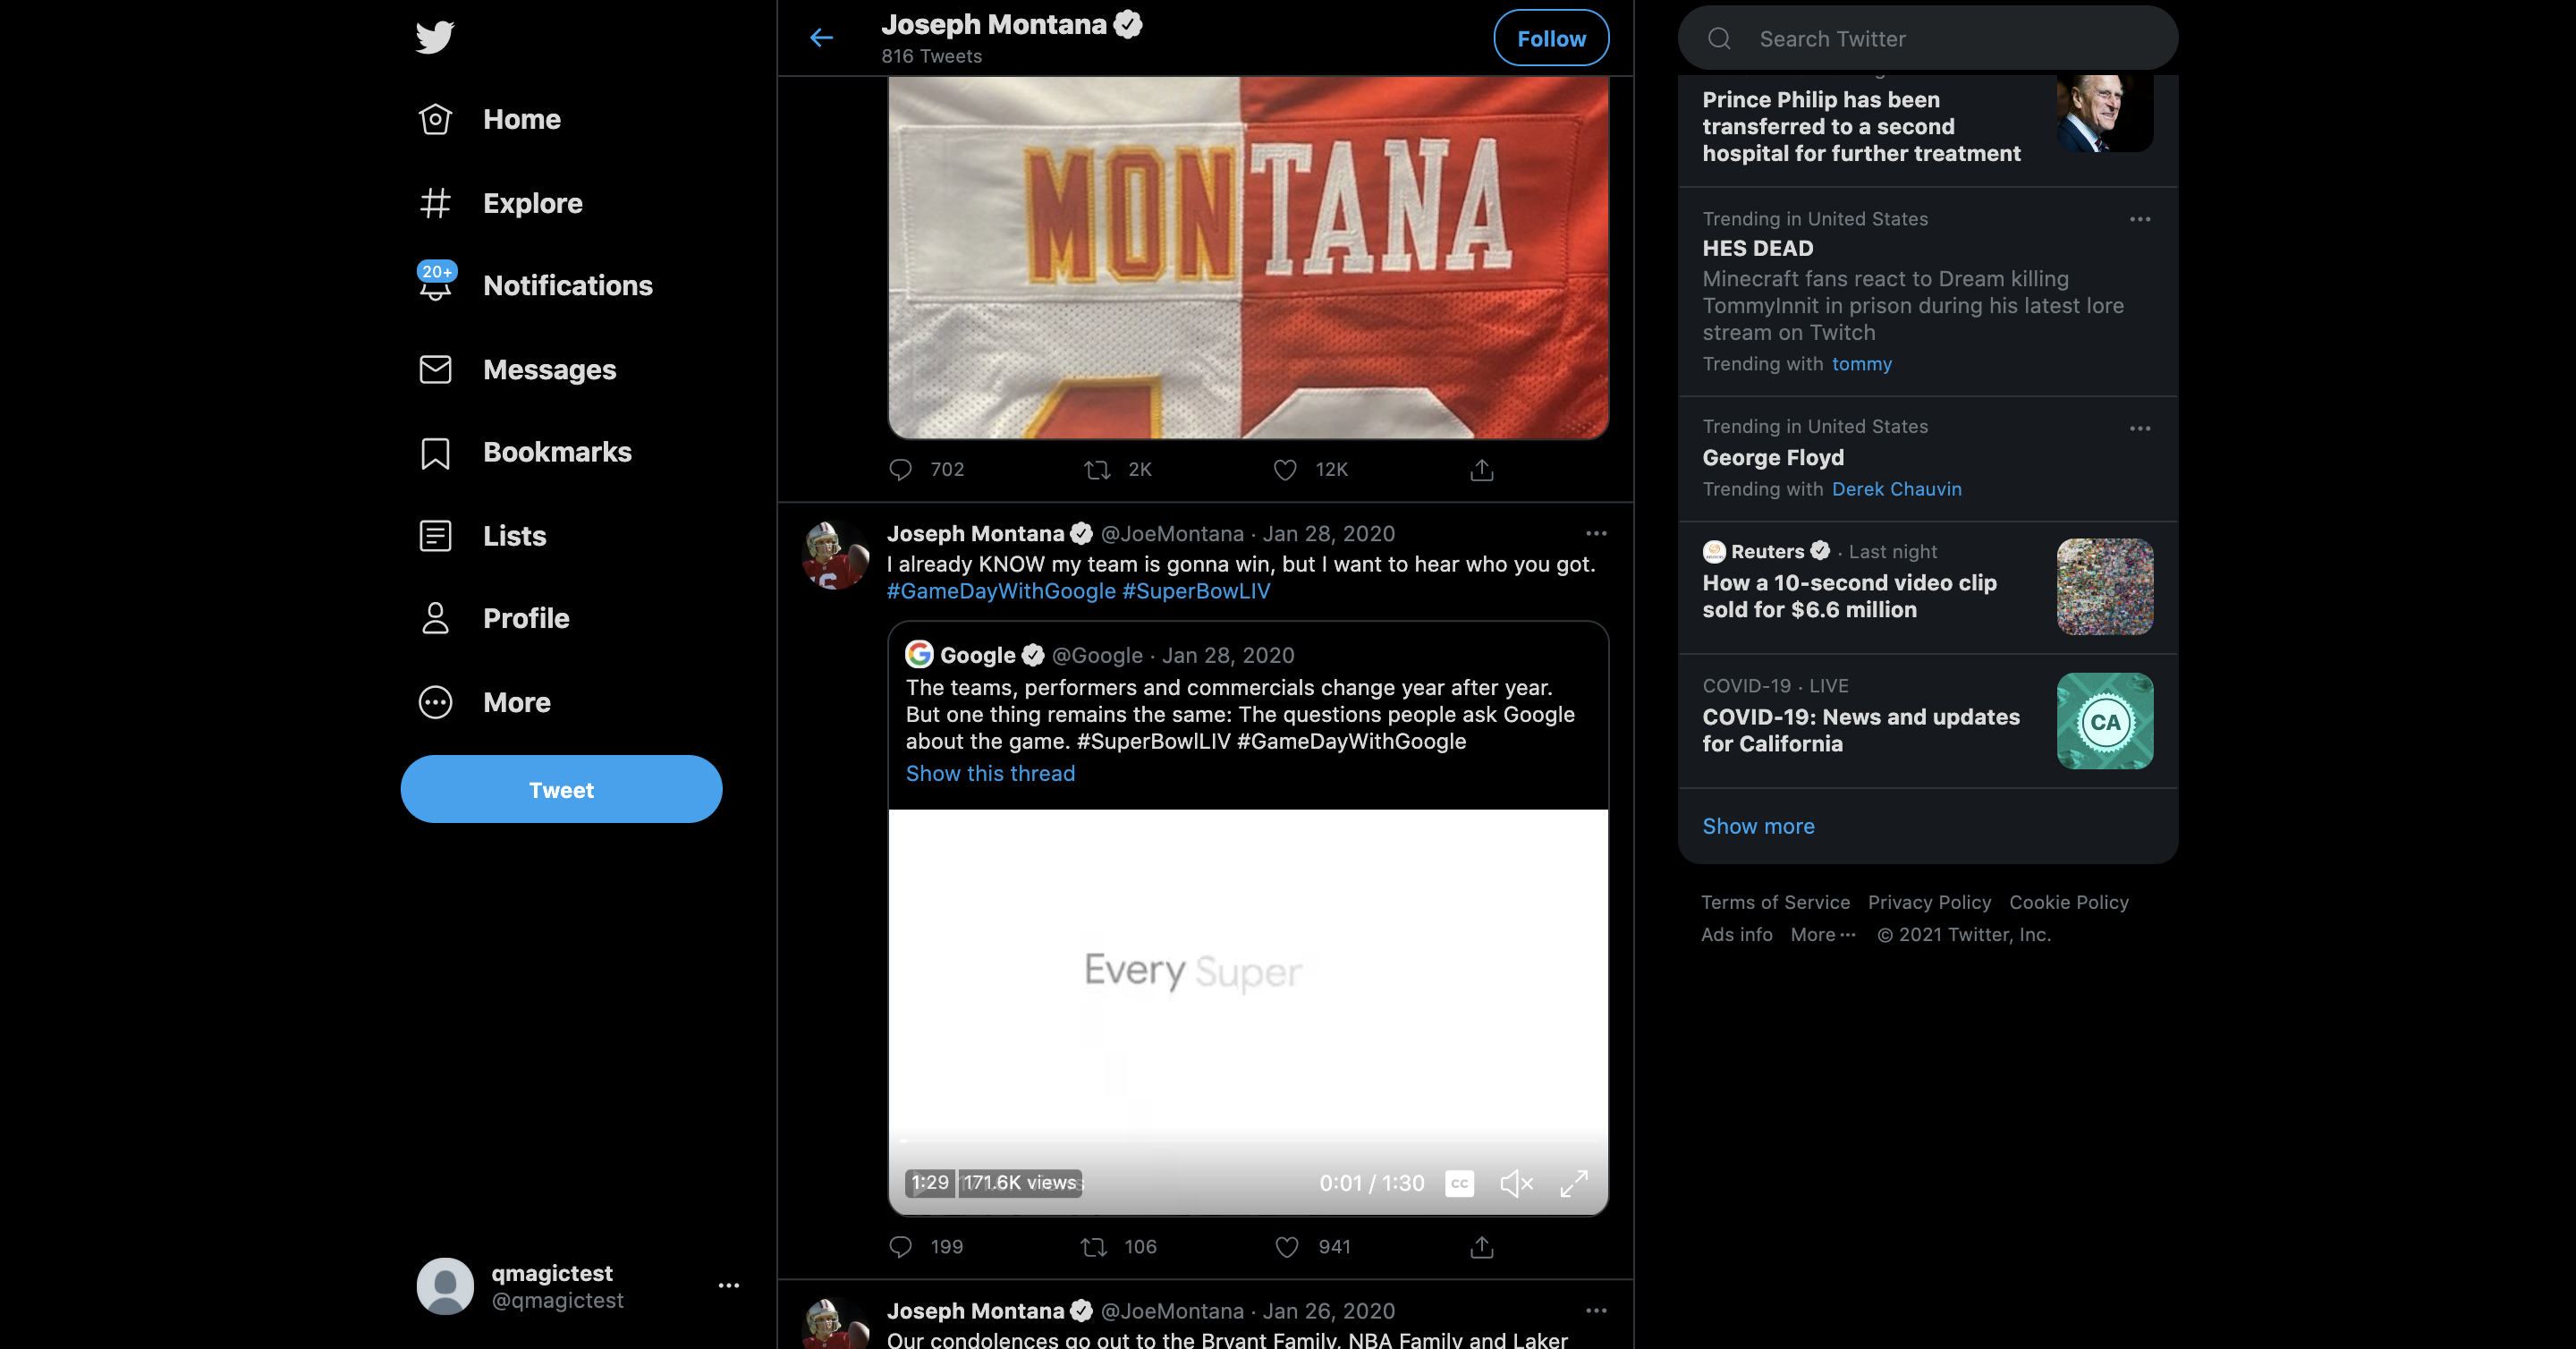 Home
Explore
20+
Notifications
Messages
Bookmarks
Lists
Profile
More
Tweet
qmagictest
@qmagictest
Joseph Montana
816 Tweets
Follow
MONTANA
702 2K 12K
Joseph Montana @JoeMontana · Jan 28, 2020
I already KNOW my team is gonna win, but I want to hear who you got.
#GameDayWithGoogle #SuperBowLIV
Google @Google · Jan 28, 2020
The teams, performers and commercials change year after year.
But one thing remains the same: The questions people ask Google
about the game. #SuperBowlLIV #GameDayWithGoogle
Show this thread
Every Super
1:29 171.6K views 0:01 / 1:30 CC
199 106 941
Joseph Montana @JoeMontana · Jan 26, 2020
Our condolences go out to the Bryant Family, NBA Family and Laker
Search Twitter
Prince Philip has been
transferred to a second
hospital for further treatment
Trending in United States
HES DEAD
Minecraft fans react to Dream killing
TommyInnit in prison during his latest lore
stream on Twitch
Trending with tommy
Trending in United States
George Floyd
Trending with Derek Chauvin
Reuters · Last night
How a 10-second video clip
sold for $6.6 million
COVID-19 · LIVE
COVID-19: News and updates
for California
CA
Show more
Terms of Service Privacy Policy Cookie Policy
Ads info More ··· © 2021 Twitter, Inc.